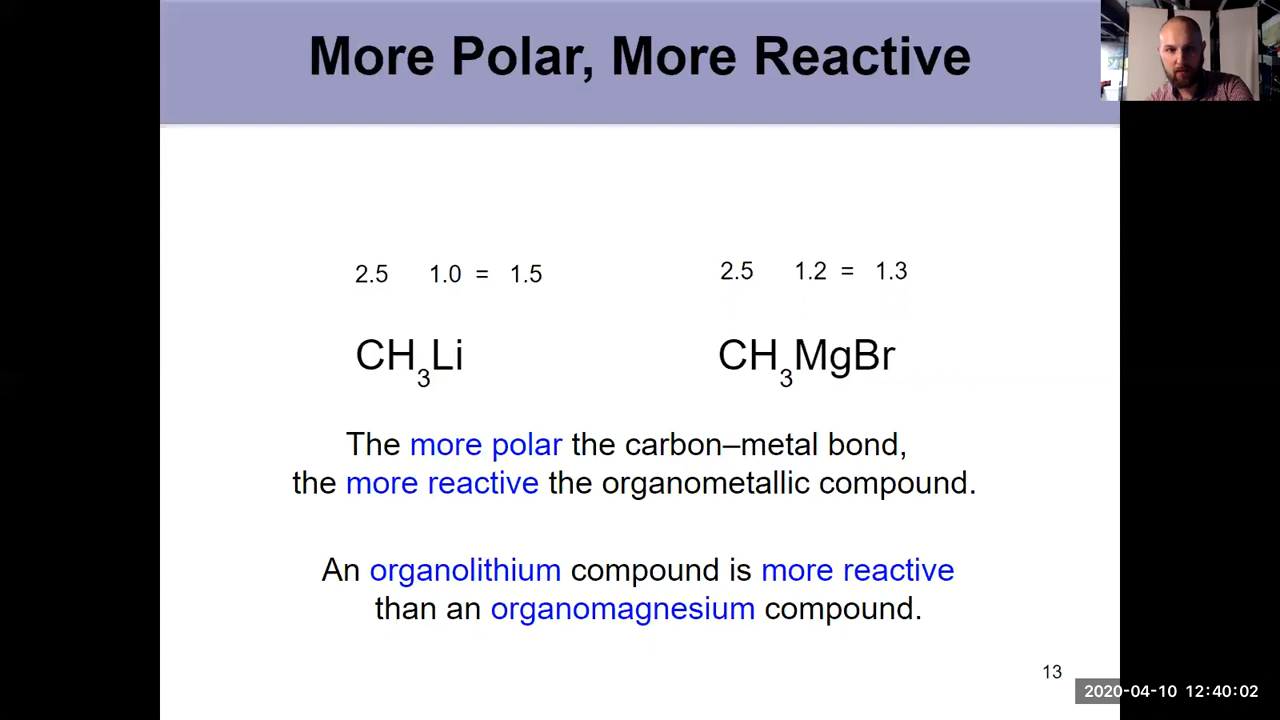 More Polar, More Reactive
2.5 1.0 = 1.5
2.5 1.2 = 1.3
CH3Li
CH3MgBr
The more polar the carbon–metal bond,
the more reactive the organometallic compound.
An organolithium compound is more reactive
than an organomagnesium compound.
13
2020-04-10 12:40:02